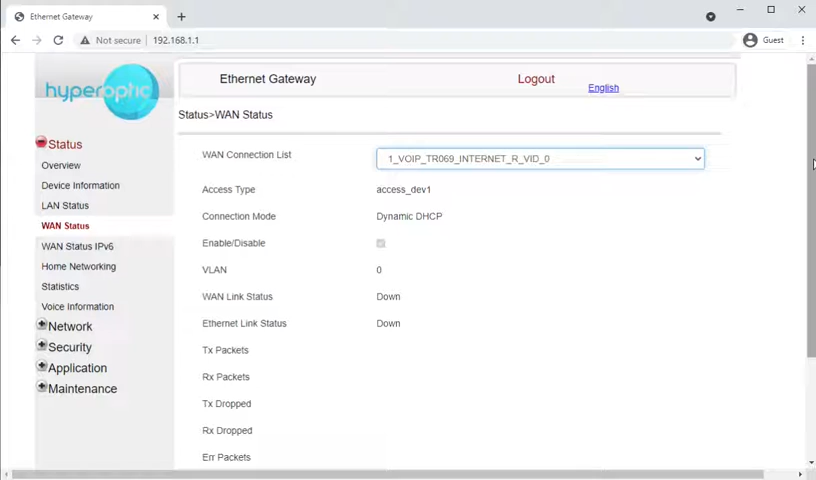 Ethernet Gateway
Not secure
192.168.1.1
Guest
hyperoptic
Ethernet Gateway
Logout
English
Status>WAN Status
Status
Overview
Device Information
LAN Status
WAN Status
WAN Status IPv6
Home Networking
Statistics
Voice Information
Network
Security
Application
Maintenance
WAN Connection List 1_VOIP_TR069_INTERNET_R_VID_0
Access Type access_dev1
Connection Mode Dynamic DHCP
Enable/Disable
VLAN 0
WAN Link Status Down
Ethernet Link Status Down
Tx Packets
Rx Packets
Tx Dropped
Rx Dropped
Err Packets